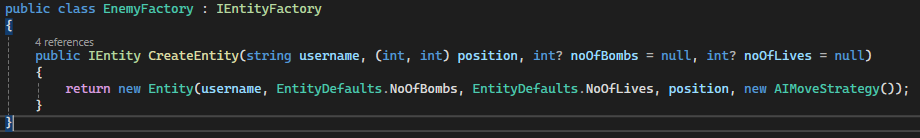 public class EnemyFactory : IEntityFactory
{
4 references
public IEntity CreateEntity(string username, (int, int) position, int? noOfBombs = null, int? noOfLives = null)
{
return new Entity(username, EntityDefaults.NoOfBombs, EntityDefaults.NoOfLives, position, new AIMoveStrategy());
}
}